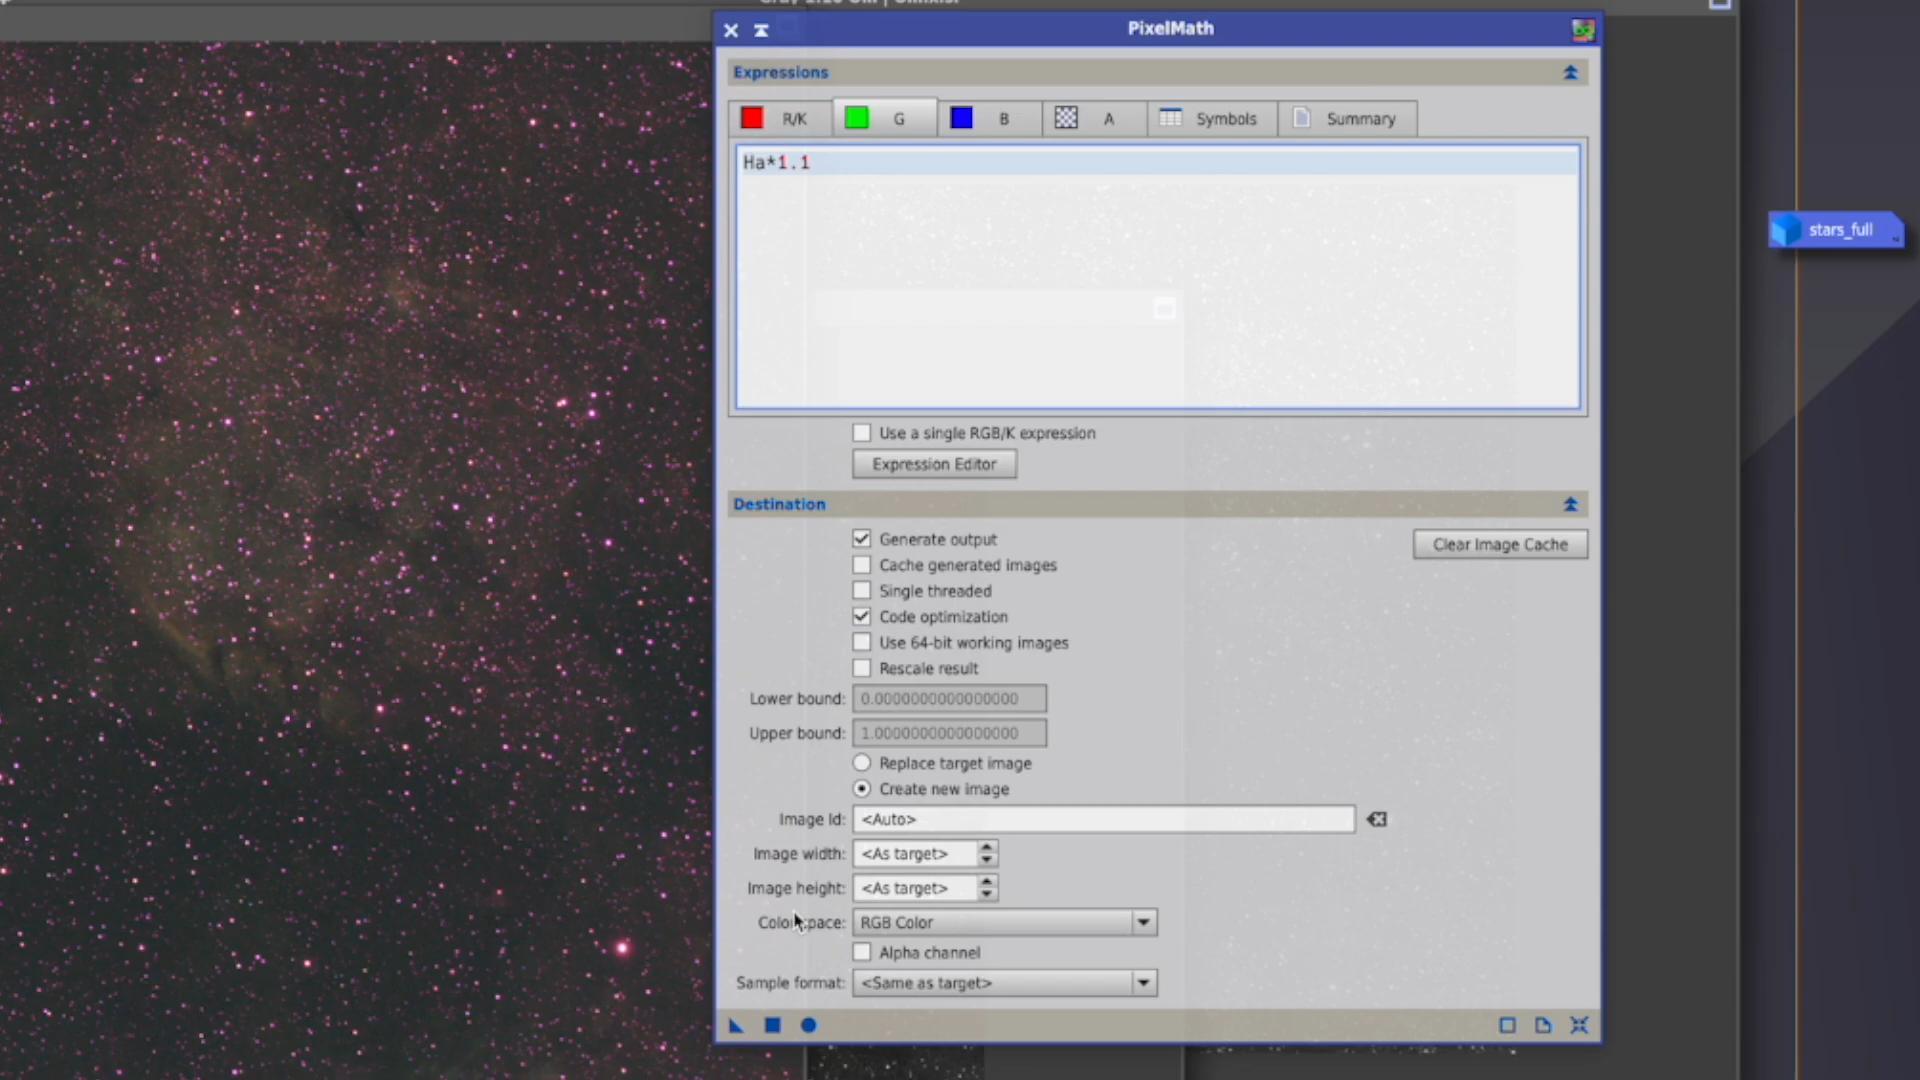 PixelMath
Expressions
R/K G B A Symbols Summary
Ha*1.1
stars_full
Use a single RGB/K expression
Expression Editor
Destination
Generate output
Clear Image Cache
Cache generated images
Single threaded
Code optimization
Use 64-bit working images
Rescale result
Lower bound: 0.0000000000000000
Upper bound: 1.0000000000000000
Replace target image
Create new image
Image Id: <Auto>
Image width: <As target>
Image height: <As target>
Color space: RGB Color
Alpha channel
Sample format: <Same as target>